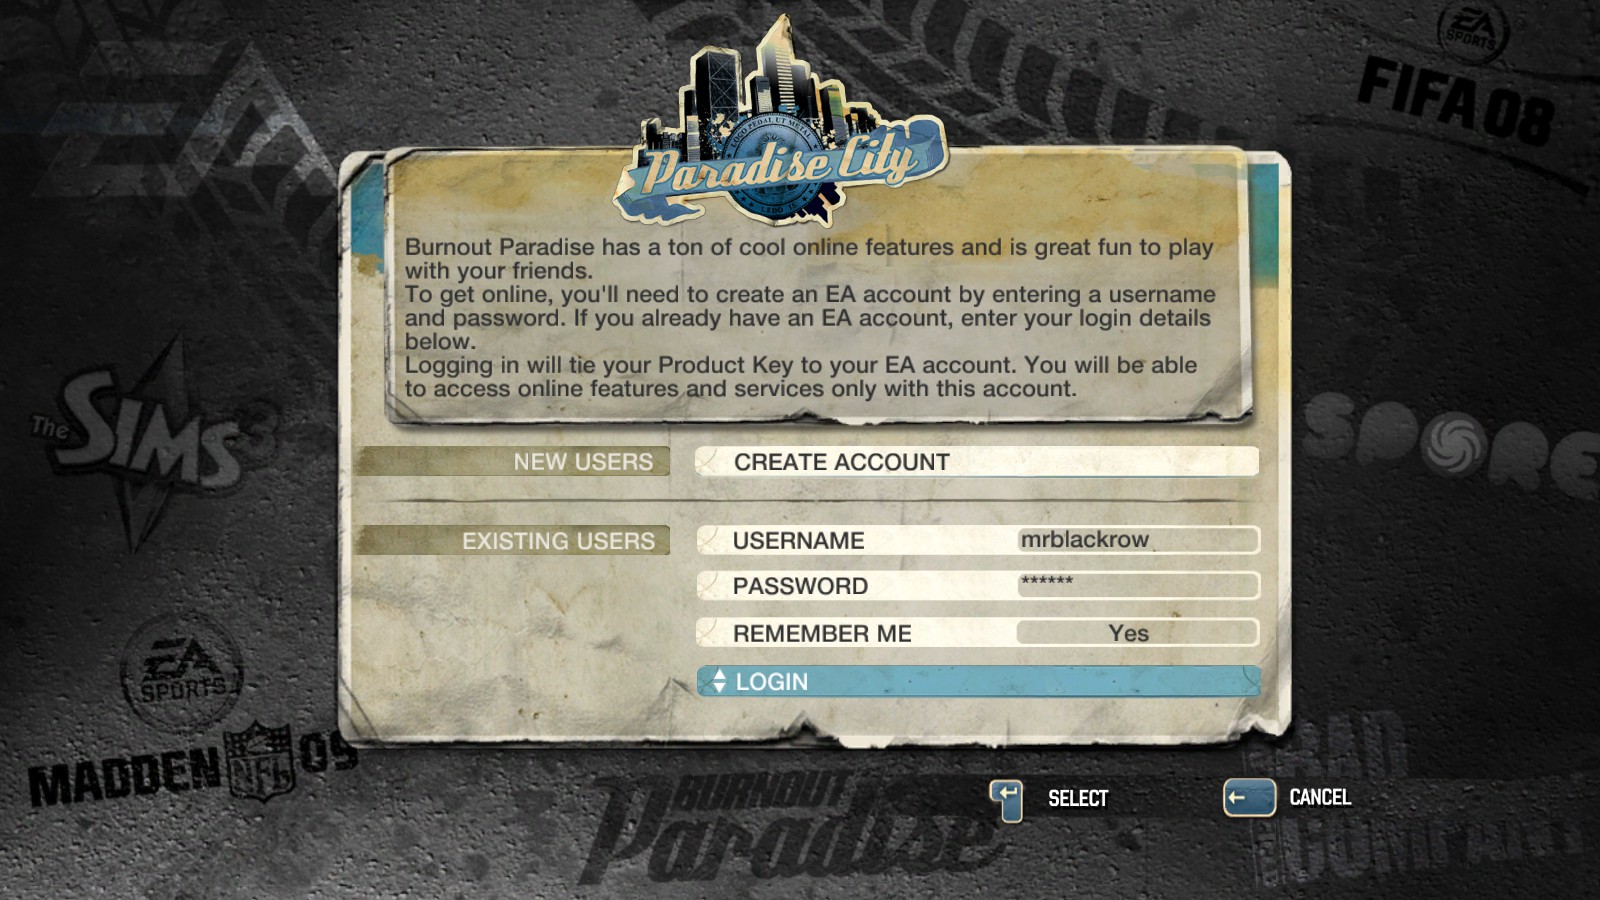 EA
SPORTS
FIFA 08
EA
Paradise City
Burnout Paradise has a ton of cool online features and is great fun to play
with your friends.
To get online, you'll need to create an EA account by entering a username
and password. If you already have an EA account, enter your login details
below.
Logging in will tie your Product Key to your EA account. You will be able
to access online features and services only with this account.
The SIMS 3
SPORE
NEW USERS
CREATE ACCOUNT
EXISTING USERS
USERNAME
mrblackrow
PASSWORD
******
REMEMBER ME
Yes
LOGIN
EA
SPORTS
MADDEN NFL 09
BURNOUT
Paradise
BAD
COMPANY
SELECT
CANCEL